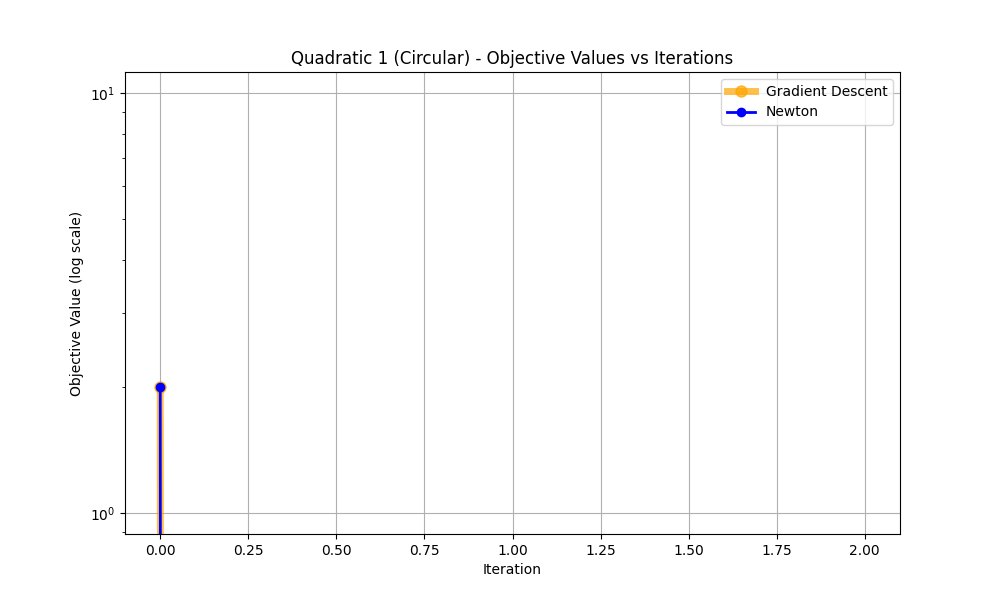 Quadratic 1 (Circular) - Objective Values vs Iterations
Gradient Descent
Newton
Objective Value (log scale)
10¹
10⁰
0.00 0.25 0.50 0.75 1.00 1.25 1.50 1.75 2.00
Iteration